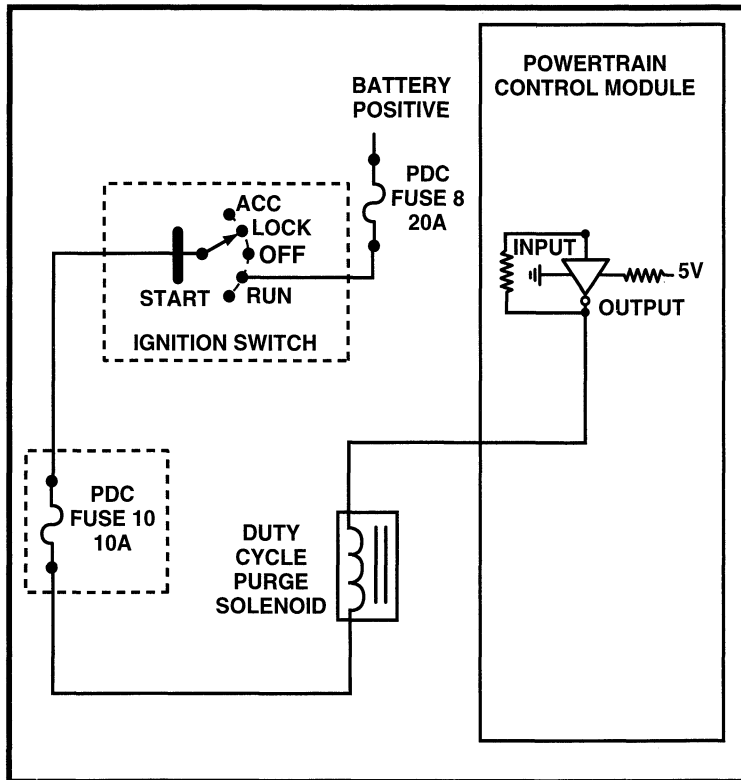 POWERTRAIN
CONTROL MODULE
BATTERY
POSITIVE
PDC
FUSE 8
20A
ACC
LOCK
OFF
RUN
START
IGNITION SWITCH
INPUT
5V
OUTPUT
PDC
FUSE 10
10A
DUTY
CYCLE
PURGE
SOLENOID